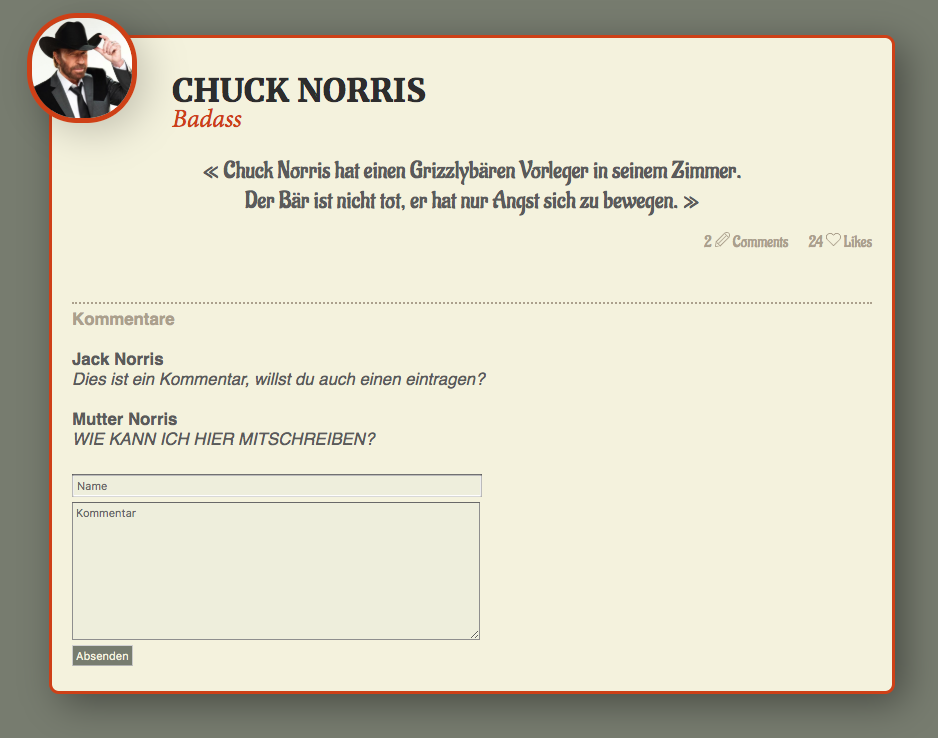 CHUCK NORRIS
Badass
« Chuck Norris hat einen Grizzlybären Vorleger in seinem Zimmer.
Der Bär ist nicht tot, er hat nur Angst sich zu bewegen. »
2 Comments 24 Likes
Kommentare
Jack Norris
Dies ist ein Kommentar, willst du auch einen eintragen?
Mutter Norris
WIE KANN ICH HIER MITSCHREIBEN?
Name
Kommentar
Absenden